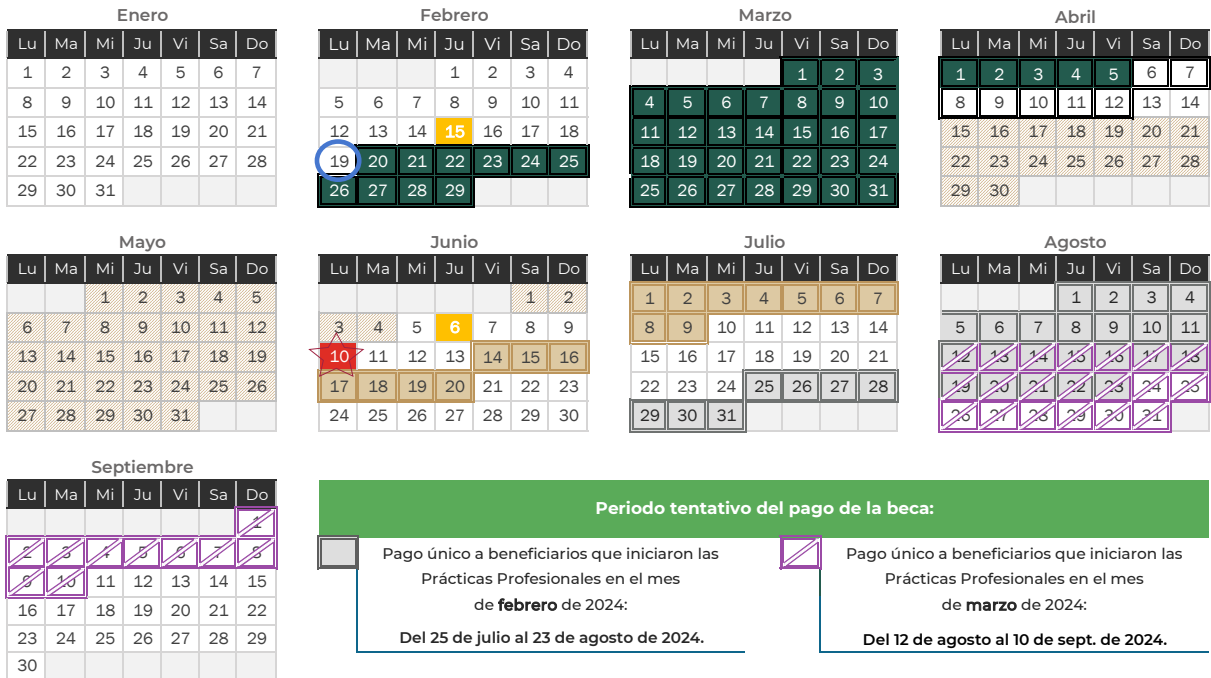 Enero
Lu Ma Mi Ju Vi Sa Do
1 2 3 4 5 6 7
8 9 10 11 12 13 14
15 16 17 18 19 20 21
22 23 24 25 26 27 28
29 30 31
Febrero
Lu Ma Mi Ju Vi Sa Do
1 2 3 4
5 6 7 8 9 10 11
12 13 14 15 16 17 18
19 20 21 22 23 24 25
26 27 28 29
Marzo
Lu Ma Mi Ju Vi Sa Do
1 2 3
4 5 6 7 8 9 10
11 12 13 14 15 16 17
18 19 20 21 22 23 24
25 26 27 28 29 30 31
Abril
Lu Ma Mi Ju Vi Sa Do
1 2 3 4 5 6 7
8 9 10 11 12 13 14
15 16 17 18 19 20 21
22 23 24 25 26 27 28
29 30
Mayo
Lu Ma Mi Ju Vi Sa Do
1 2 3 4 5
6 7 8 9 10 11 12
13 14 15 16 17 18 19
20 21 22 23 24 25 26
27 28 29 30 31
Junio
Lu Ma Mi Ju Vi Sa Do
1 2
3 4 5 6 7 8 9
10 11 12 13 14 15 16
17 18 19 20 21 22 23
24 25 26 27 28 29 30
Julio
Lu Ma Mi Ju Vi Sa Do
1 2 3 4 5 6 7
8 9 10 11 12 13 14
15 16 17 18 19 20 21
22 23 24 25 26 27 28
29 30 31
Agosto
Lu Ma Mi Ju Vi Sa Do
1 2 3 4
5 6 7 8 9 10 11
12 13 14 15 16 17 18
19 20 21 22 23 24 25
26 27 28 29 30 31
Septiembre
Lu Ma Mi Ju Vi Sa Do
1
2 3 4 5 6 7 8
9 10 11 12 13 14 15
16 17 18 19 20 21 22
23 24 25 26 27 28 29
30
Periodo tentativo del pago de la beca:
Pago único a beneficiarios que iniciaron las
Prácticas Profesionales en el mes
de febrero de 2024:
Del 25 de julio al 23 de agosto de 2024.
Pago único a beneficiarios que iniciaron las
Prácticas Profesionales en el mes
de marzo de 2024:
Del 12 de agosto al 10 de sept. de 2024.